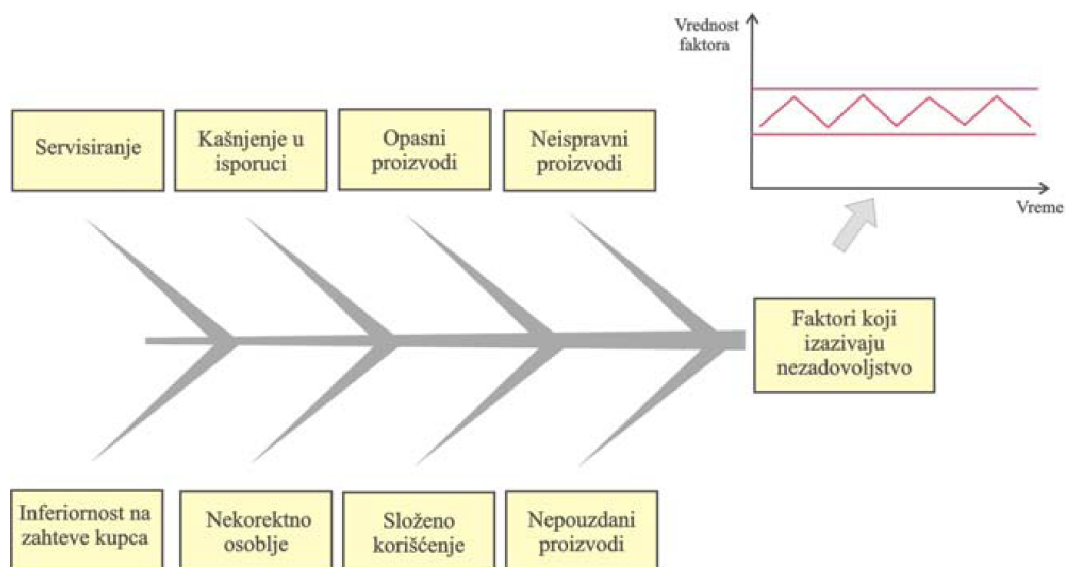 Vrednost
faktora
Vreme
Servisiranje
Kašnjenje u
isporuci
Opasni
proizvodi
Neispravni
proizvodi
Faktori koji
izazivaju
nezadovoljstvo
Inferiornost na
zahteve kupca
Nekorektno
osoblje
Složeno
korišćenje
Nepouzdani
proizvodi